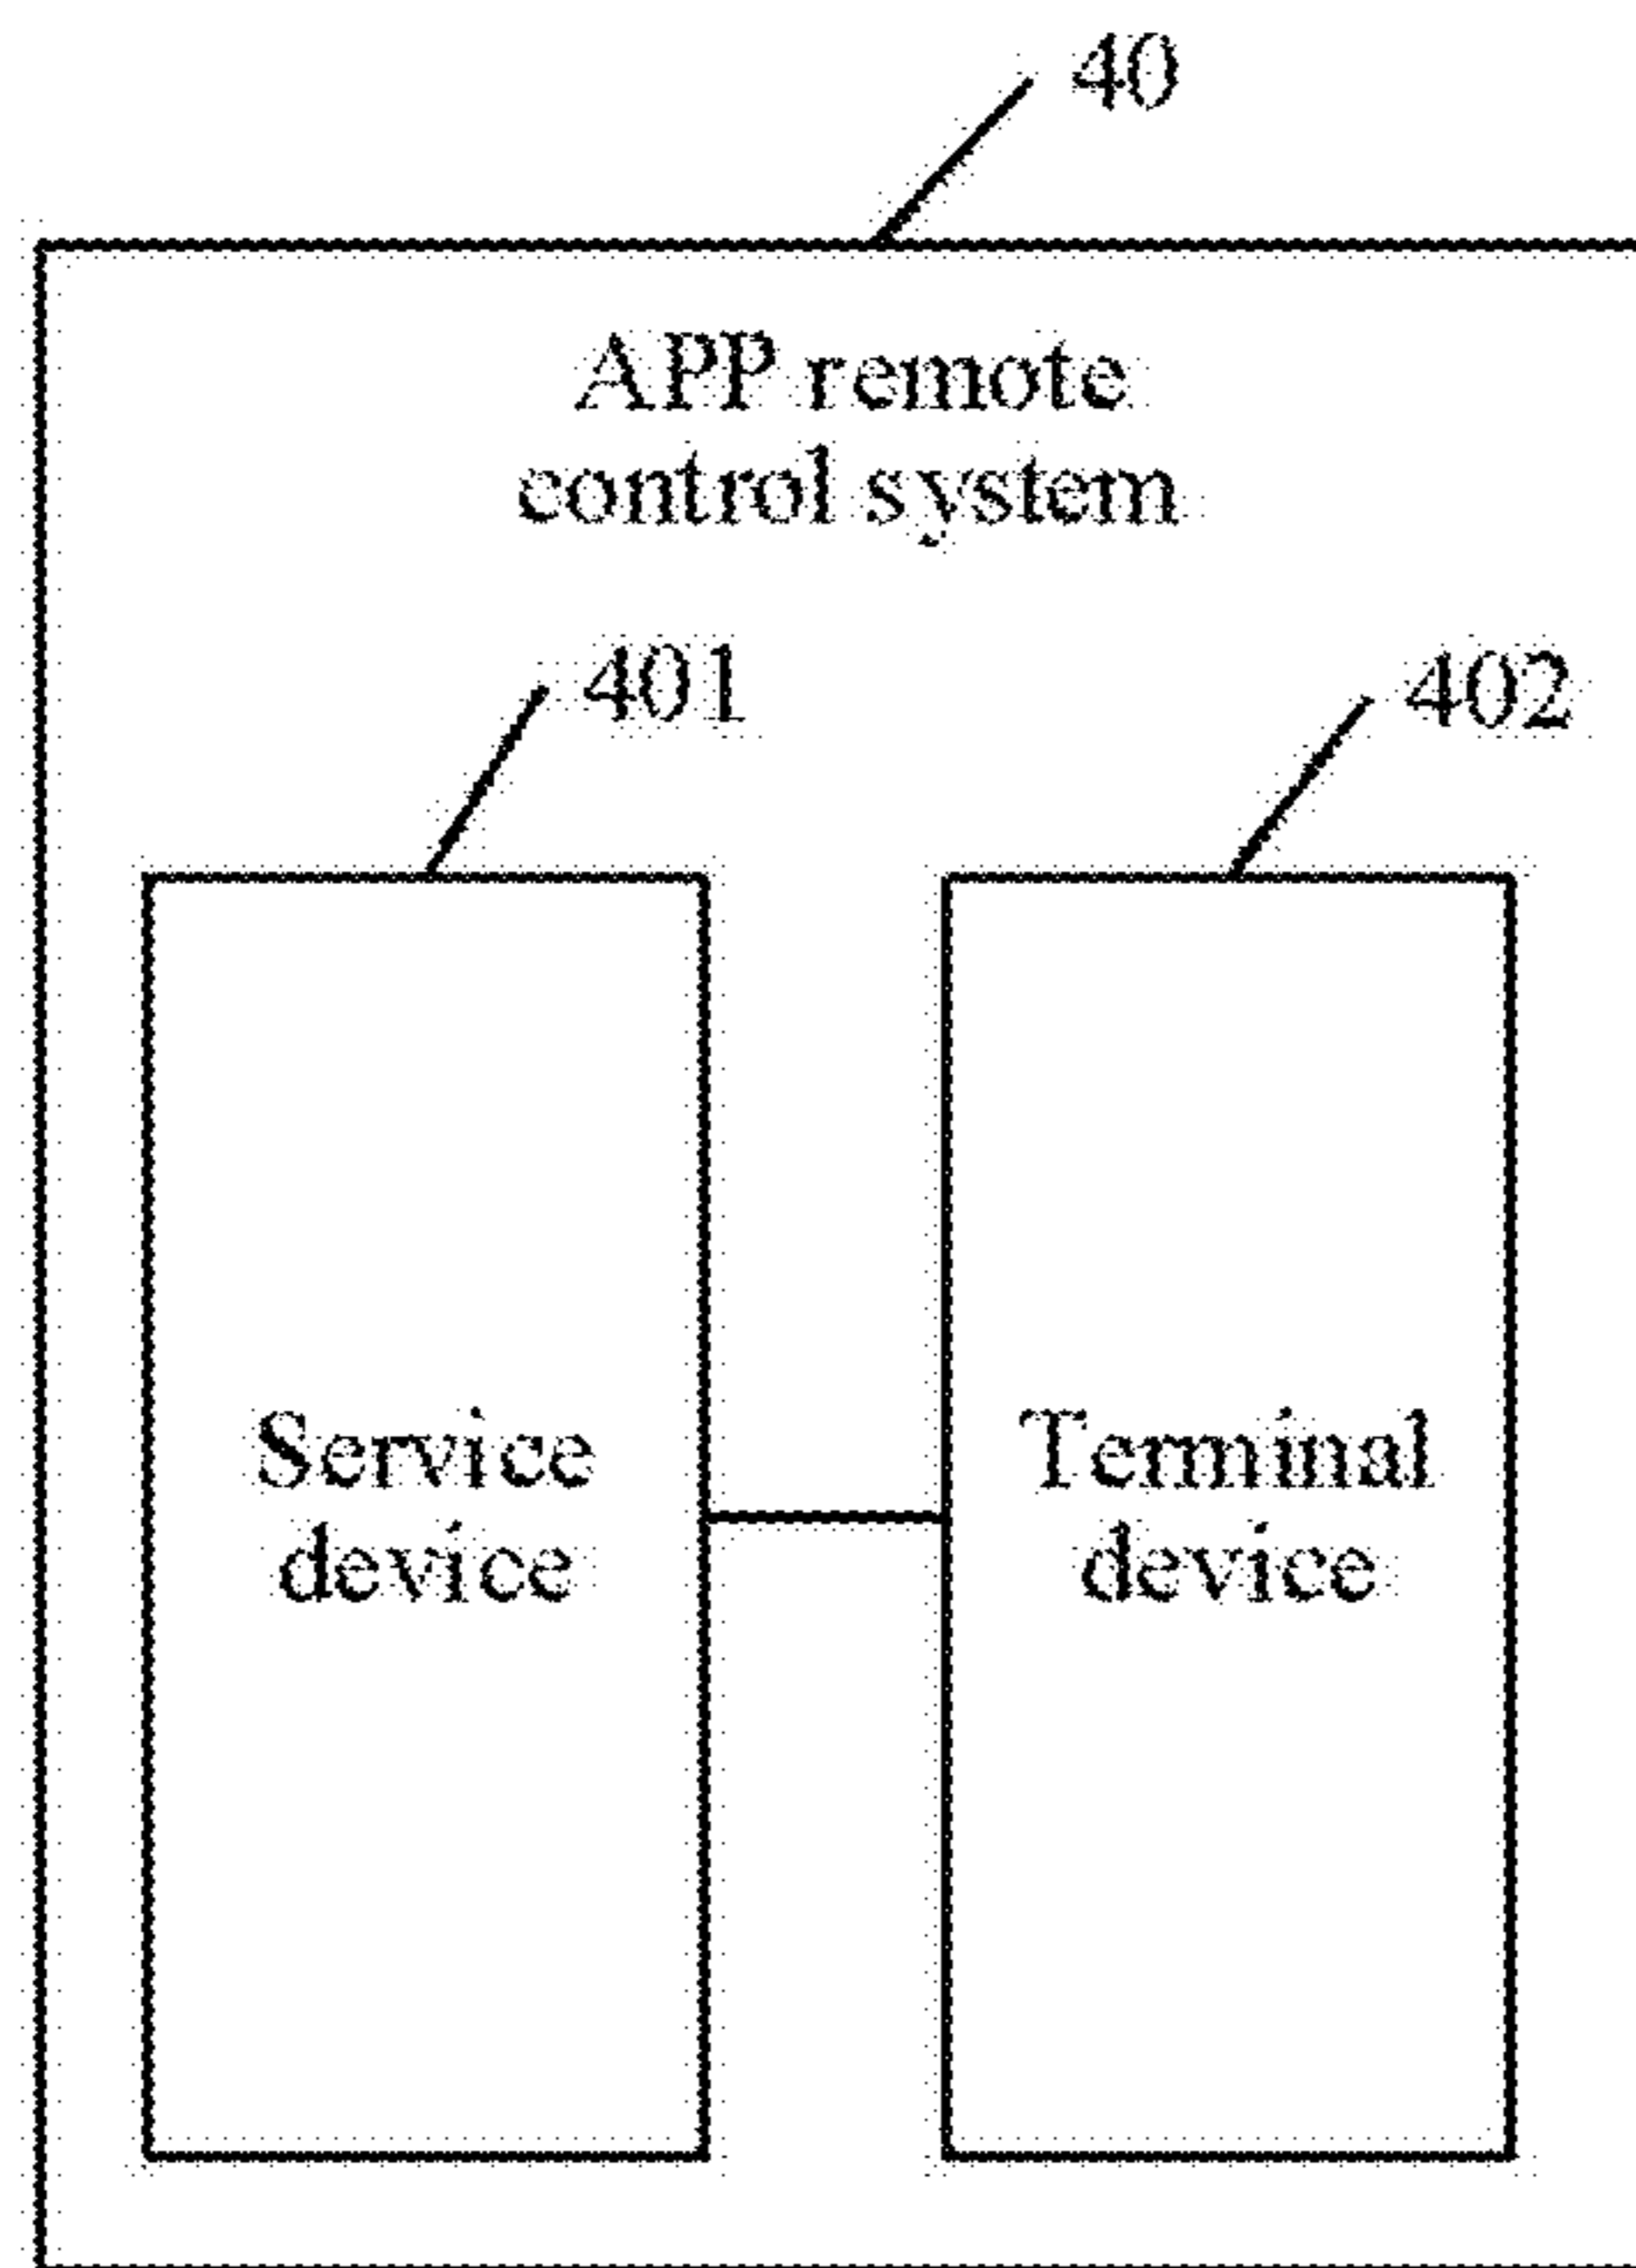 40
APP remote
control system
401
402
Service
device
Terminal
device